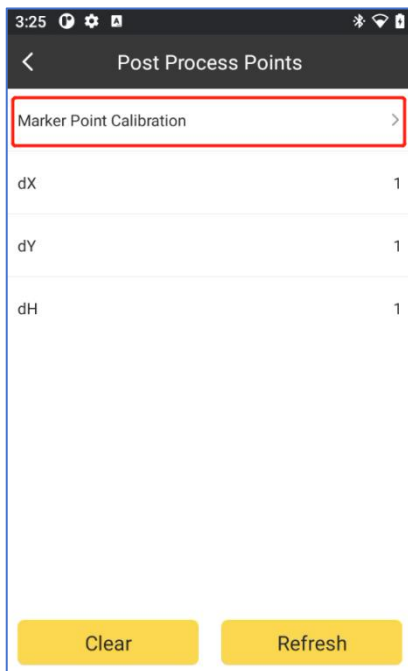 3:25
Post Process Points
Marker Point Calibration
dX 1
dY 1
dH 1
Clear Refresh